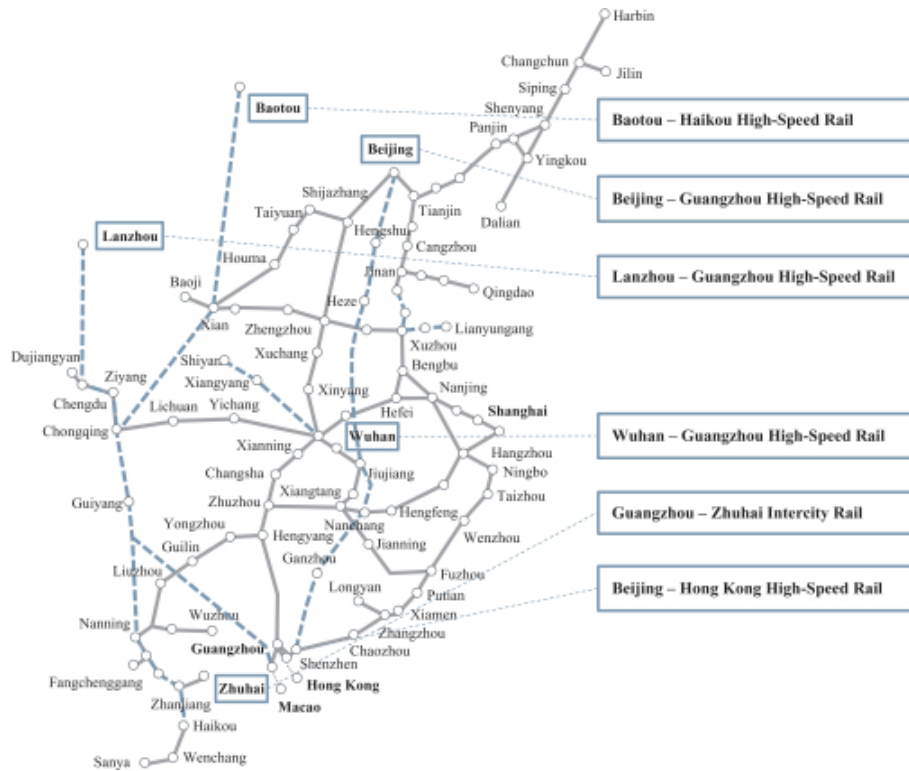 Harbin
Changchun
Jilin
Siping
Shenyang
Baotou
Panjin
Baotou – Haikou High-Speed Rail
Beijing
Yingkou
Shijiazhang
Beijing – Guangzhou High-Speed Rail
Taiyuan
Tianjin
Dalian
Lanzhou
Hengshui
Cangzhou
Houma
Jinan
Lanzhou – Guangzhou High-Speed Rail
Baoji
Qingdao
Heze
Xian
Zhengzhou
Lianyungang
Xuzhou
Dujiangyan
Xuchang
Shiyan
Bengbu
Ziyang
Xiangyang
Xinyang
Nanjing
Chengdu
Lichuan
Yichang
Hefei
Shanghai
Chongqing
Wuhan
Wuhan – Guangzhou High-Speed Rail
Xianning
Hangzhou
Changsha
Jiujiang
Ningbo
Xiangtang
Taizhou
Guiyang
Zhuzhou
Hengfeng
Guangzhou – Zhuhai Intercity Rail
Yongzhou
Nanchang
Hengyang
Wenzhou
Guilin
Jianning
Ganzhou
Liuzhou
Fuzhou
Longyan
Beijing – Hong Kong High-Speed Rail
Putian
Wuzhou
Xiamen
Nanning
Zhangzhou
Guangzhou
Chaozhou
Shenzhen
Fangchenggang
Zhuhai
Hong Kong
Zhanjiang
Macao
Haikou
Sanya
Wenchang